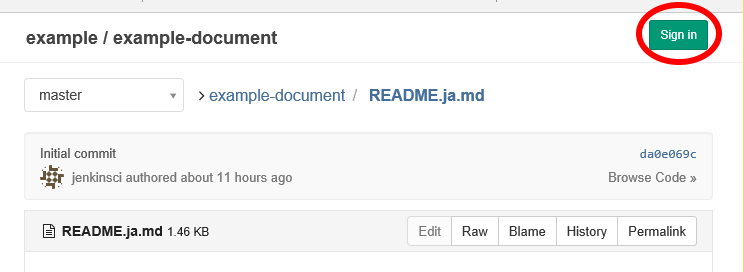 example / example-document
Sign in
master
example-document / README.ja.md
Initial commit
da0e069c
jenkinsci authored about 11 hours ago
Browse Code »
README.ja.md 1.46 KB
Edit Raw Blame History Permalink